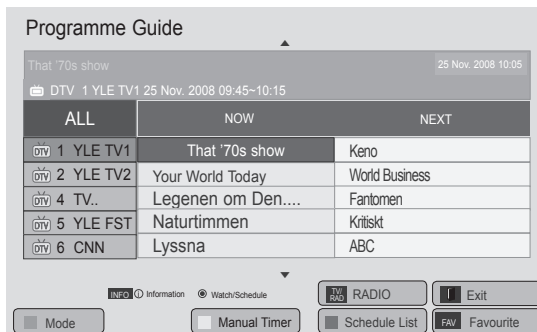 Programme Guide
That '70s show 25 Nov. 2008 10:05
DTV 1 YLE TV1 25 Nov. 2008 09:45~10:15
ALL NOW NEXT
DTV 1 YLE TV1 That '70s show Keno
DTV 2 YLE TV2 Your World Today World Business
DTV 4 TV.. Legenen om Den.... Fantomen
DTV 5 YLE FST Naturtimmen Kritiskt
DTV 6 CNN Lyssna ABC
INFO i Information Watch/Schedule TV/RAD RADIO Exit
Mode Manual Timer Schedule List FAV Favourite